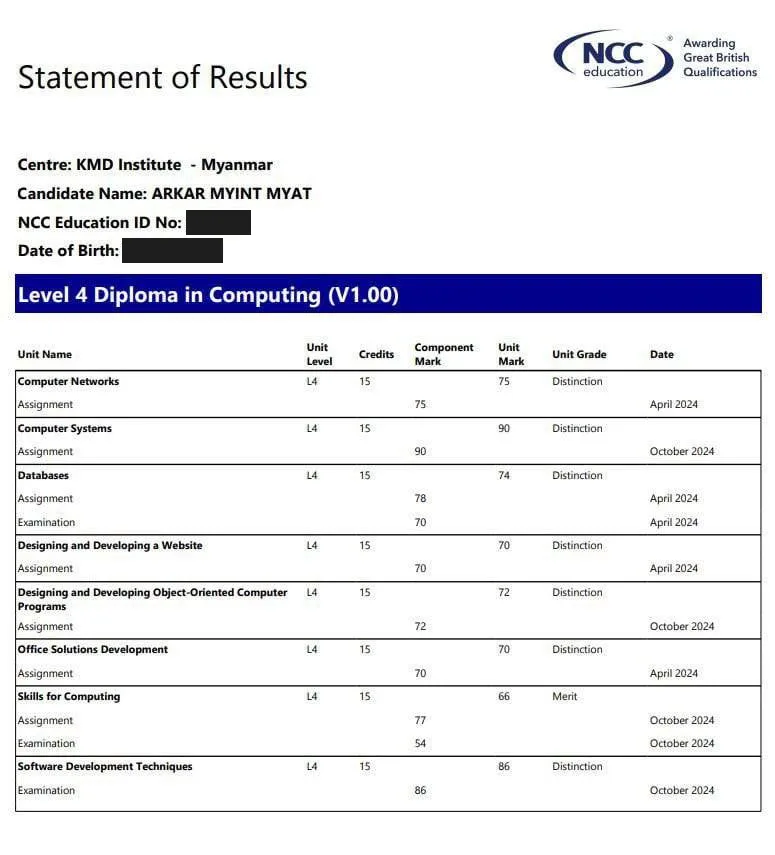 NCC
education
®
Awarding
Great British
Qualifications
Statement of Results
Centre: KMD Institute - Myanmar
Candidate Name: ARKAR MYINT MYAT
NCC Education ID No:
Date of Birth:
Level 4 Diploma in Computing (V1.00)
Unit Name Unit Level Credits Component Mark Unit Mark Unit Grade Date
Computer Networks L4 15 75 Distinction
Assignment 75 April 2024
Computer Systems L4 15 90 Distinction
Assignment 90 October 2024
Databases L4 15 74 Distinction
Assignment 78 April 2024
Examination 70 April 2024
Designing and Developing a Website L4 15 70 Distinction
Assignment 70 April 2024
Designing and Developing Object-Oriented Computer L4 15 72 Distinction
Programs
Assignment 72 October 2024
Office Solutions Development L4 15 70 Distinction
Assignment 70 April 2024
Skills for Computing L4 15 66 Merit
Assignment 77 October 2024
Examination 54 October 2024
Software Development Techniques L4 15 86 Distinction
Examination 86 October 2024